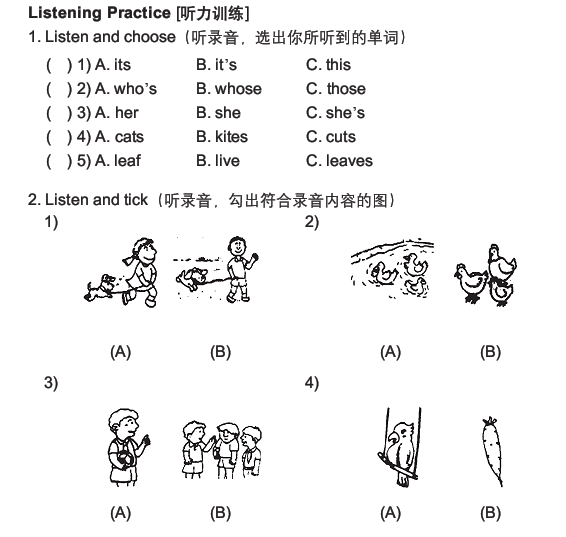 Listening Practice [听力训练]
1. Listen and choose（听录音，选出你所听到的单词）
( ) 1) A. its B. it's C. this
( ) 2) A. who's B. whose C. those
( ) 3) A. her B. she C. she's
( ) 4) A. cats B. kites C. cuts
( ) 5) A. leaf B. live C. leaves
2. Listen and tick（听录音，勾出符合录音内容的图）
1) 2)
(A) (B) (A) (B)
3) 4)
(A) (B) (A) (B)